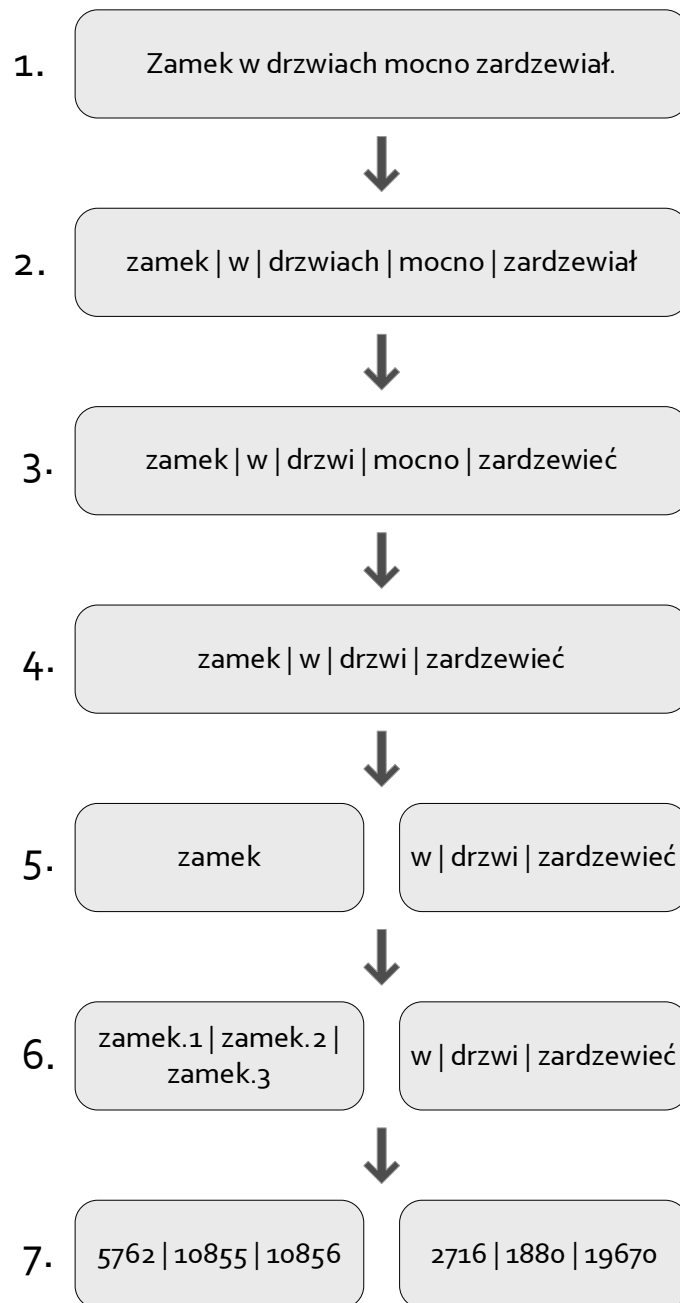 1. Zamek w drzwiach mocno zardzewiał.
2. zamek | w | drzwiach | mocno | zardzewiał
3. zamek | w | drzwi | mocno | zardzewieć
4. zamek | w | drzwi | zardzewieć
5. zamek w | drzwi | zardzewieć
6. zamek.1 | zamek.2 |
zamek.3
w | drzwi | zardzewieć
7. 5762 | 10855 | 10856 2716 | 1880 | 19670